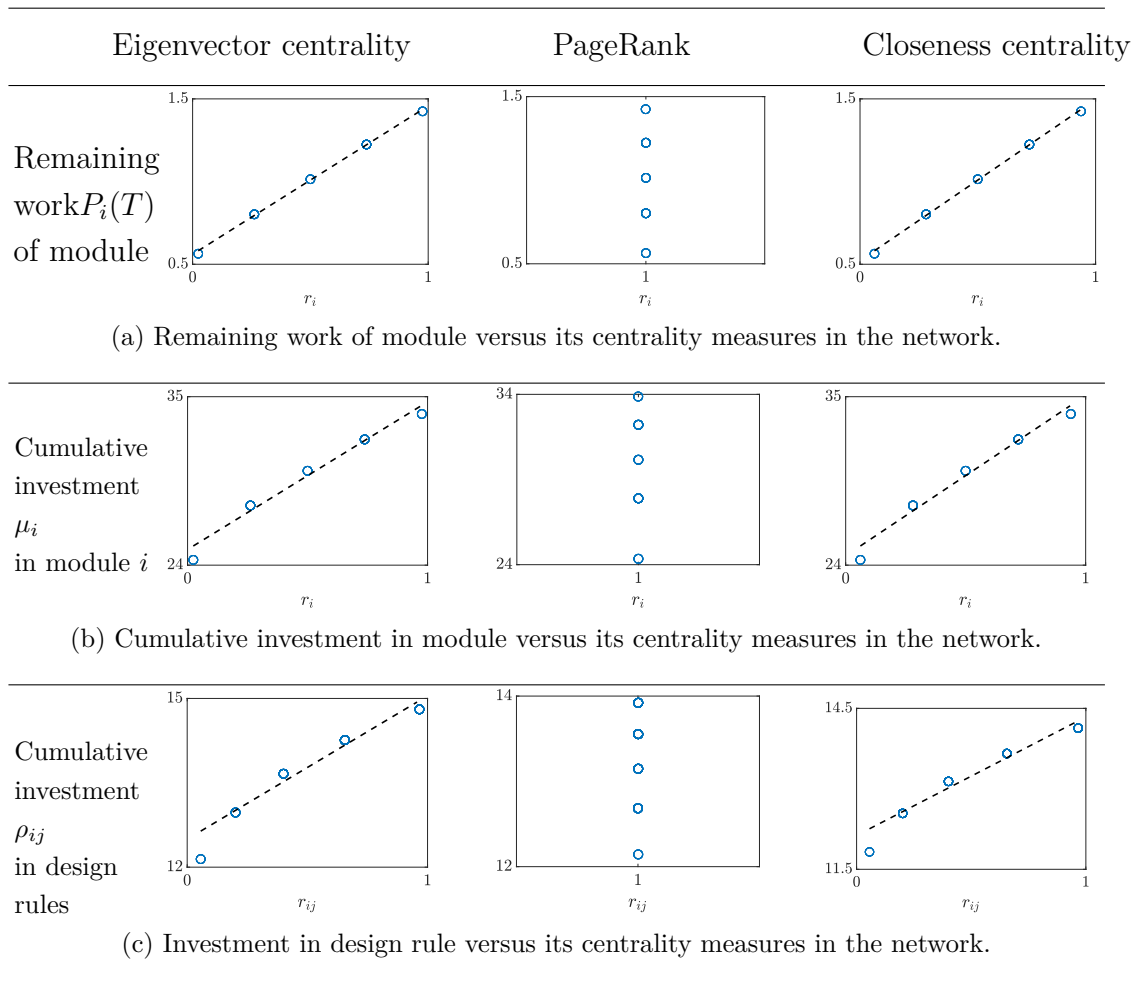 Eigenvector centrality PageRank Closeness centrality
Remaining
workP_i(T)
of module
1.5
0.5
0 1
r_i
1.5
0.5
1
r_i
1.5
0.5
0 1
r_i
(a) Remaining work of module versus its centrality measures in the network.
Cumulative
investment
μ_i
in module i
35
24
0 1
r_i
34
24
1
r_i
35
24
0 1
r_i
(b) Cumulative investment in module versus its centrality measures in the network.
Cumulative
investment
ρ_{ij}
in design
rules
15
12
0 1
r_{ij}
14
12
1
r_{ij}
14.5
11.5
0 1
r_{ij}
(c) Investment in design rule versus its centrality measures in the network.